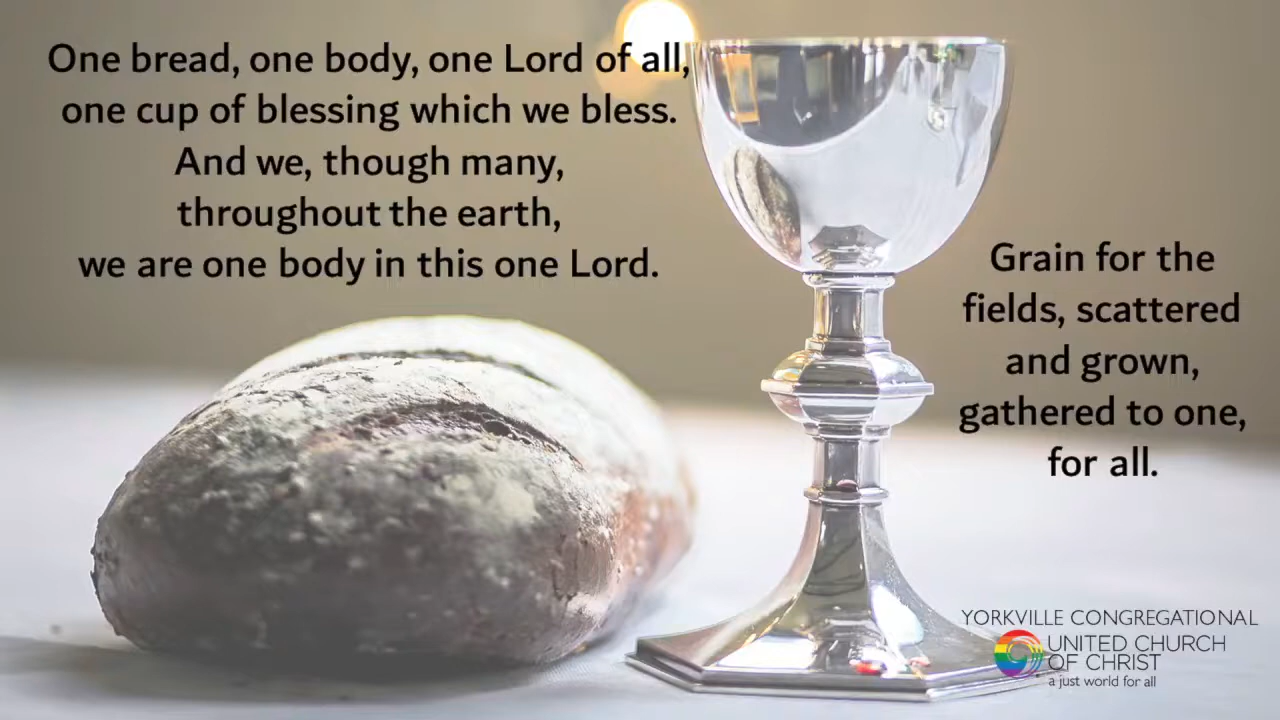 One bread, one body, one Lord of all,
one cup of blessing which we bless.
And we, though many,
throughout the earth,
we are one body in this one Lord.
Grain for the
fields, scattered
and grown,
gathered to one,
for all.
YORKVILLE CONGREGATIONAL
UNITED CHURCH
OF CHRIST
a just world for all